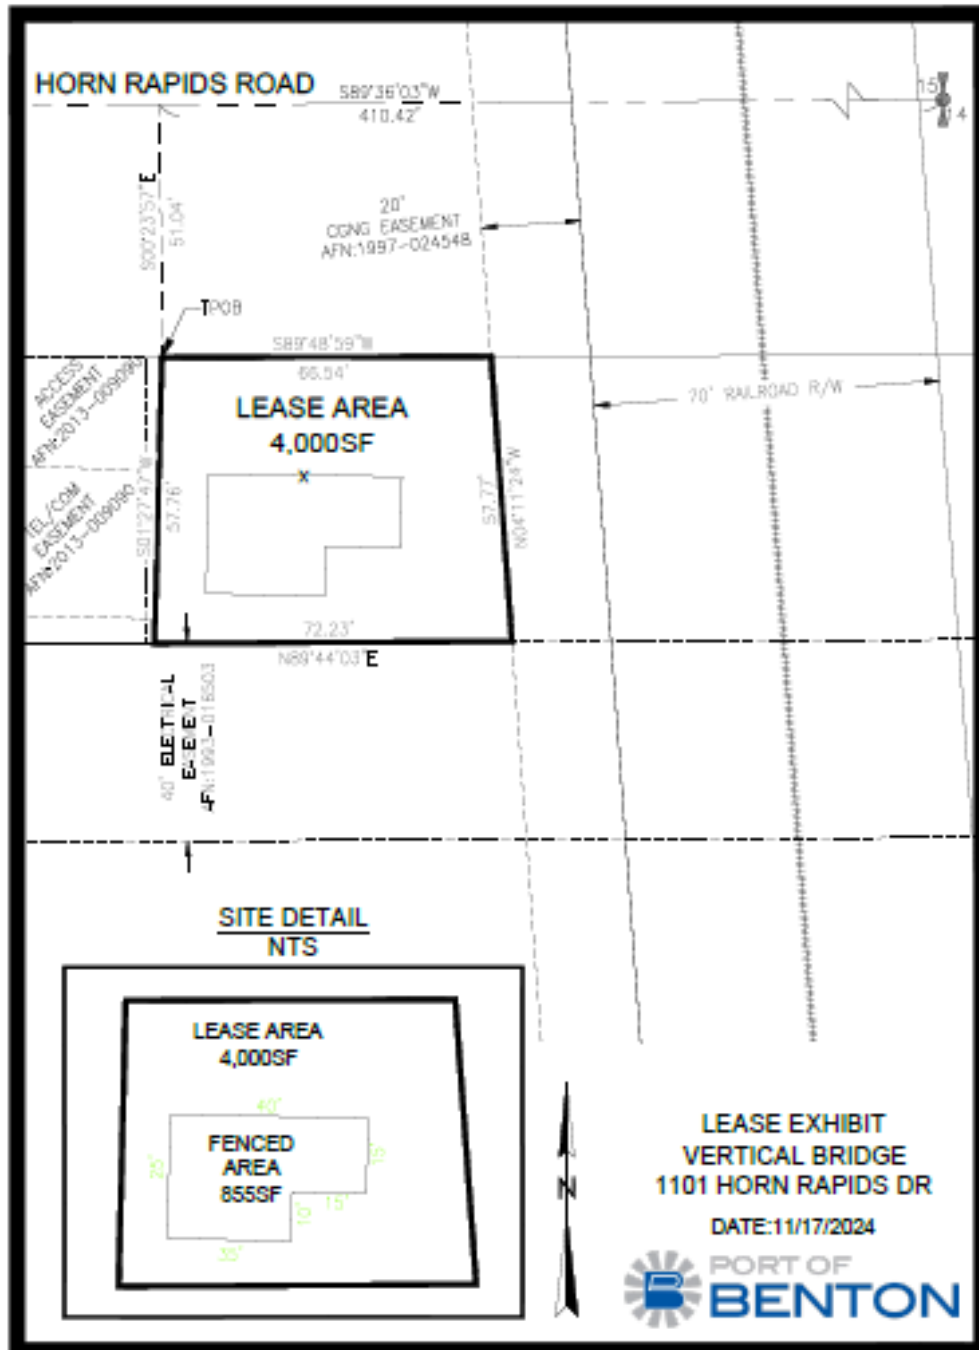 HORN RAPIDS ROAD
S89°36'03"W
410.42'
15
14
S00°23'57"E
51.04'
20'
CGNG EASEMENT
AFN:1997-024548
TPOB
S89°48'59"W
66.54'
ACCESS
EASEMENT
AFN:2013-009090
LEASE AREA
4,000SF
X
70' RAILROAD R/W
TEL/COM
EASEMENT
AFN:2013-009090
S01°27'47"W
57.76'
57.77'
N04°11'24"W
72.23'
N89°44'03"E
40' ELECTRICAL
EASEMENT
AFN:1993-016503
SITE DETAIL
NTS
LEASE AREA
4,000SF
40'
FENCED
AREA
855SF
25'
15'
15'
10'
35'
N
LEASE EXHIBIT
VERTICAL BRIDGE
1101 HORN RAPIDS DR
DATE:11/17/2024
B
PORT OF
BENTON